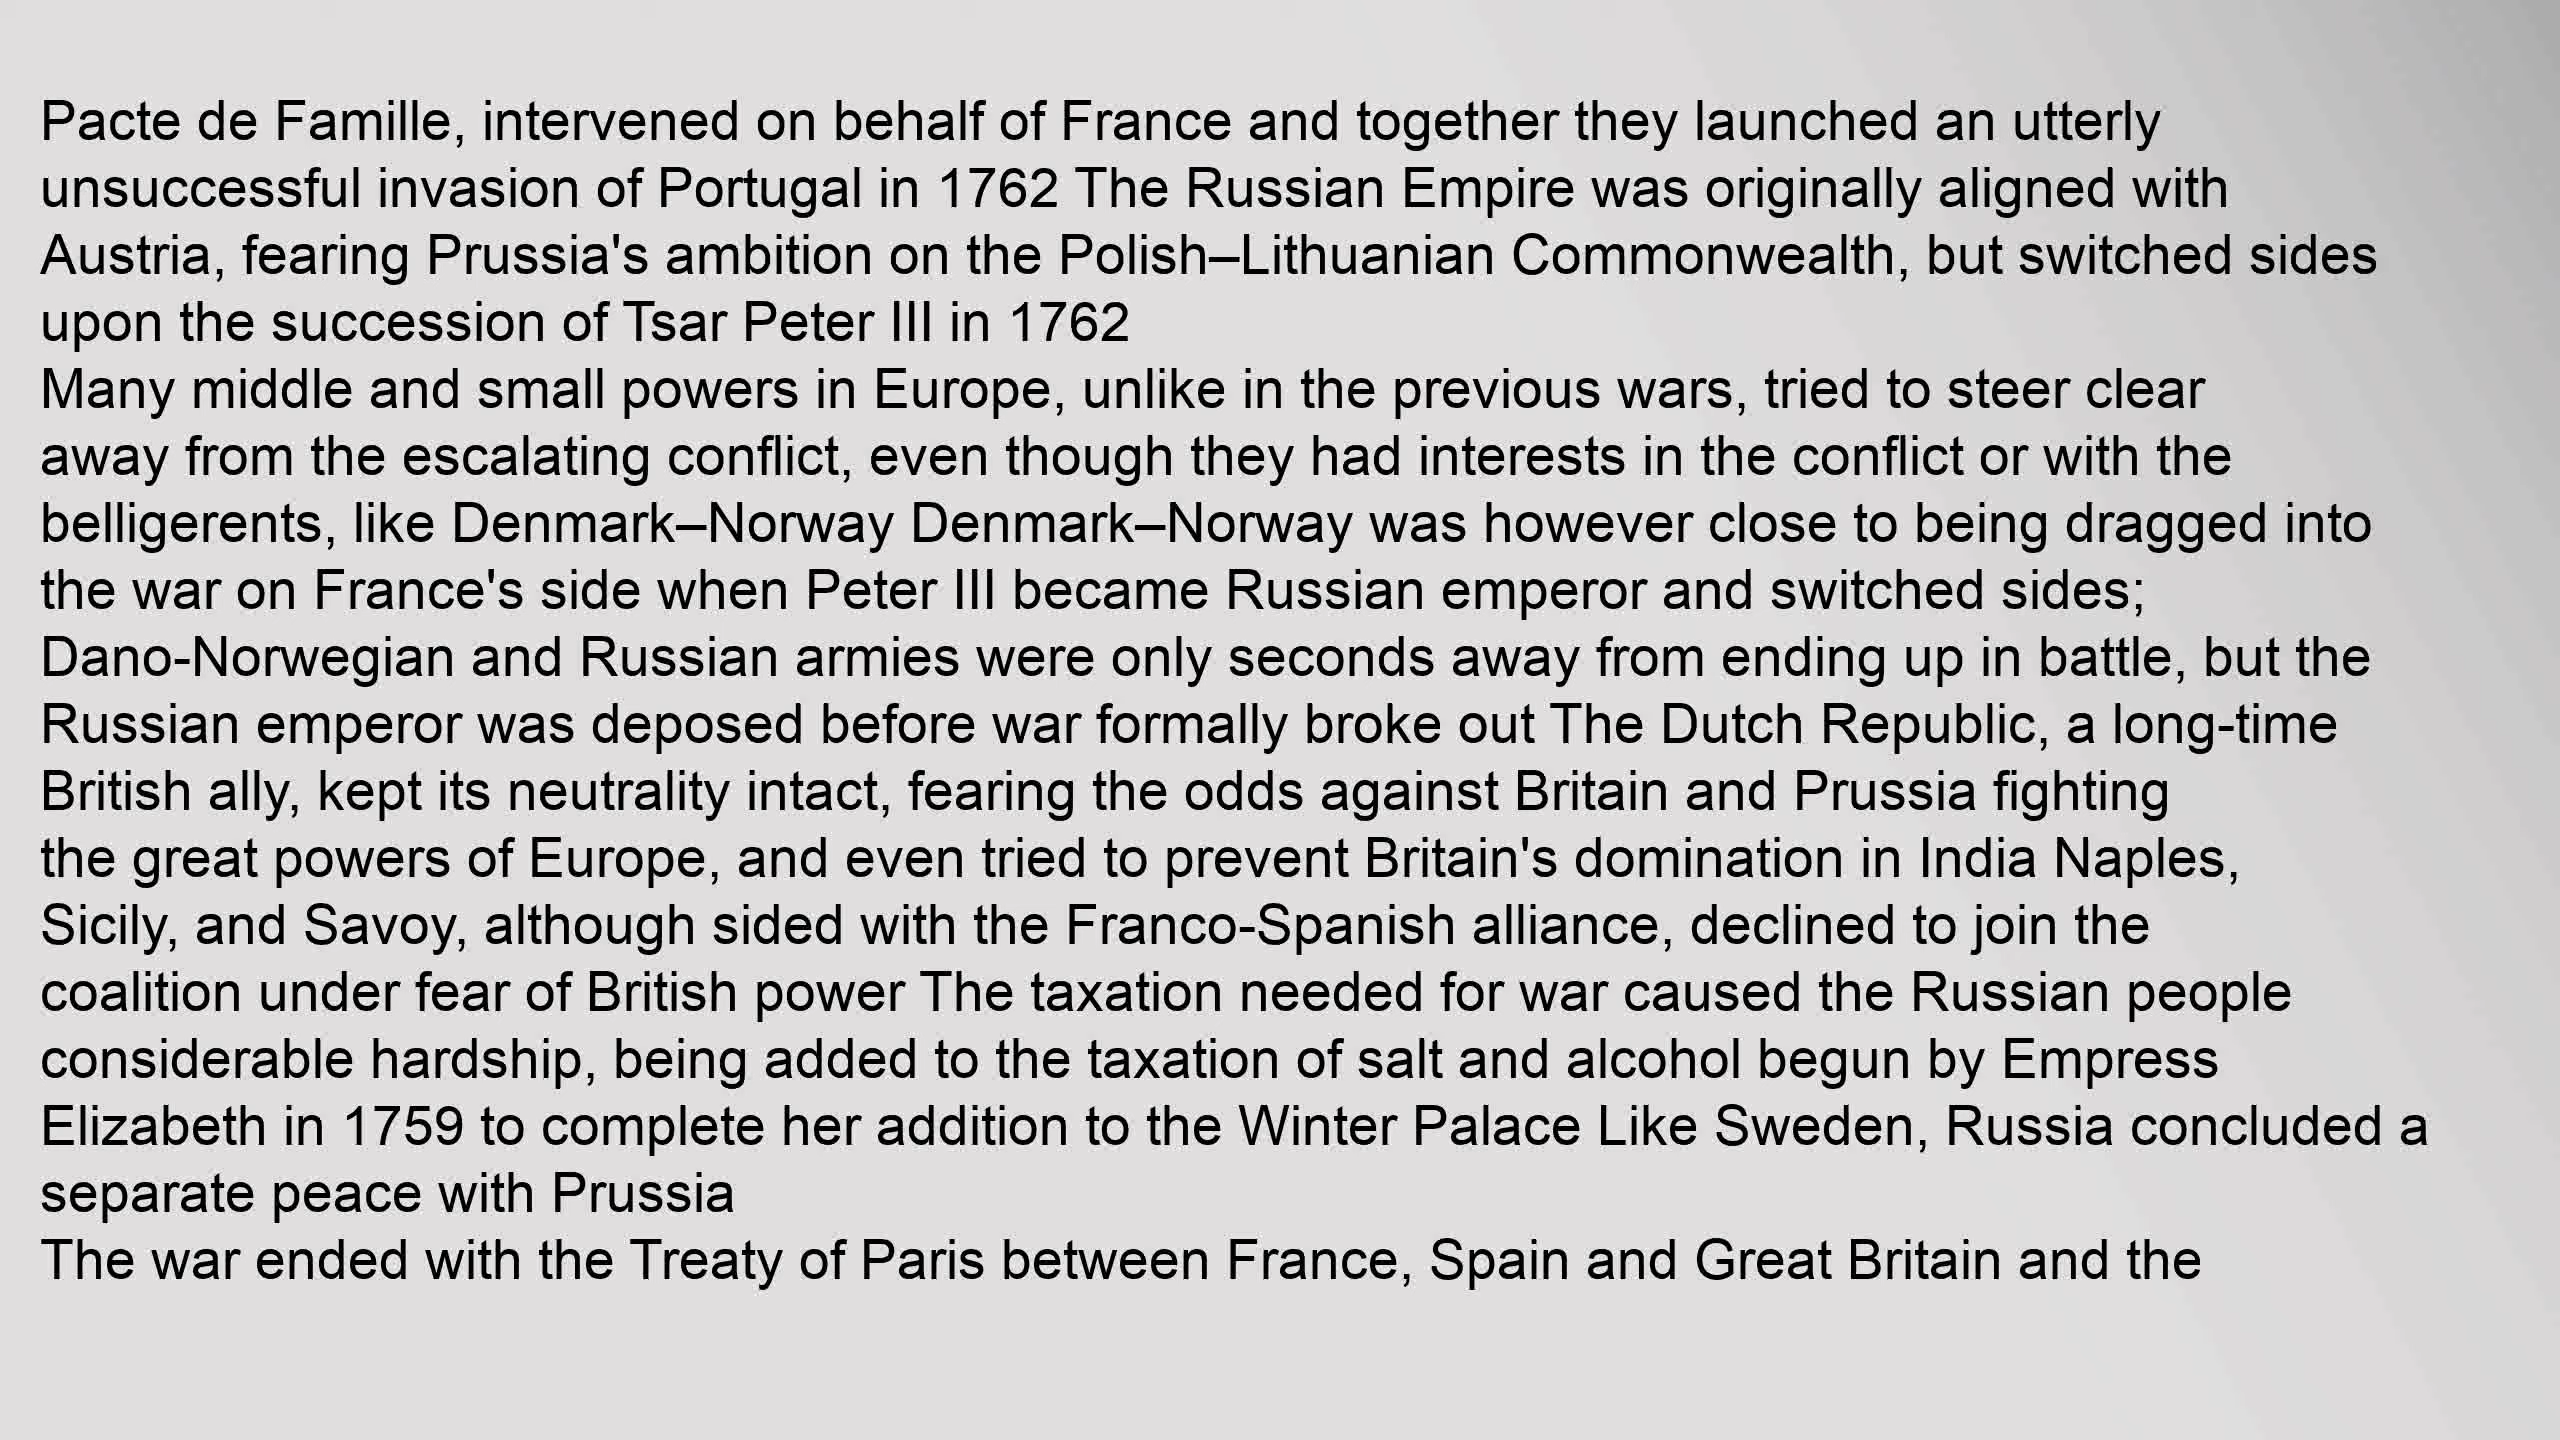 Pacte de Famille, intervened on behalf of France and together they launched an utterly
unsuccessful invasion of Portugal in 1762 The Russian Empire was originally aligned with
Austria, fearing Prussia's ambition on the Polish–Lithuanian Commonwealth, but switched sides
upon the succession of Tsar Peter III in 1762
Many middle and small powers in Europe, unlike in the previous wars, tried to steer clear
away from the escalating conflict, even though they had interests in the conflict or with the
belligerents, like Denmark–Norway Denmark–Norway was however close to being dragged into
the war on France's side when Peter III became Russian emperor and switched sides;
Dano-Norwegian and Russian armies were only seconds away from ending up in battle, but the
Russian emperor was deposed before war formally broke out The Dutch Republic, a long-time
British ally, kept its neutrality intact, fearing the odds against Britain and Prussia fighting
the great powers of Europe, and even tried to prevent Britain's domination in India Naples,
Sicily, and Savoy, although sided with the Franco-Spanish alliance, declined to join the
coalition under fear of British power The taxation needed for war caused the Russian people
considerable hardship, being added to the taxation of salt and alcohol begun by Empress
Elizabeth in 1759 to complete her addition to the Winter Palace Like Sweden, Russia concluded a
separate peace with Prussia
The war ended with the Treaty of Paris between France, Spain and Great Britain and the